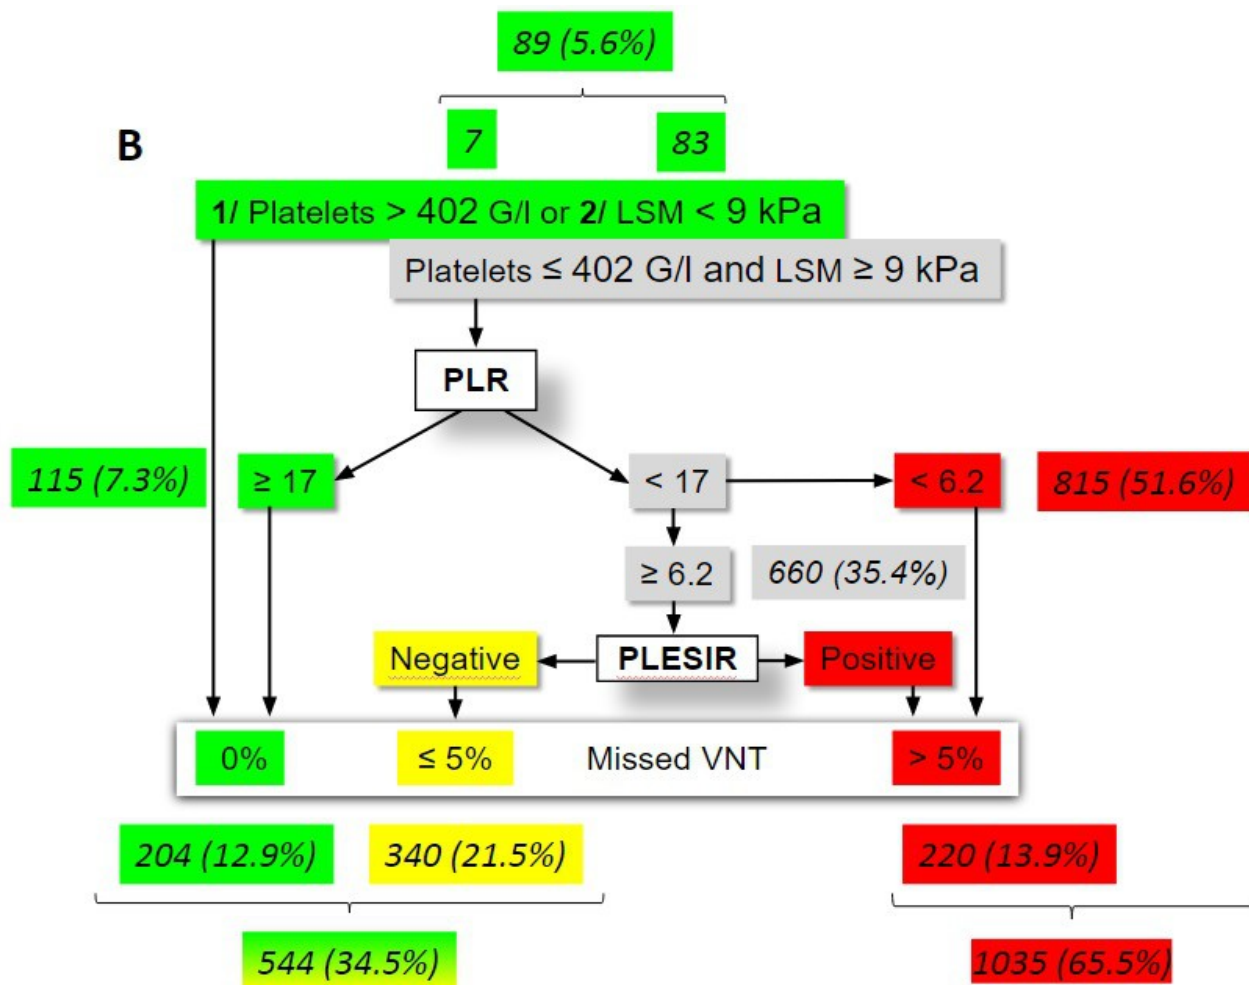 89 (5.6%)
B
7
83
1/ Platelets > 402 G/l or 2/ LSM < 9 kPa
Platelets ≤ 402 G/l and LSM ≥ 9 kPa
PLR
115 (7.3%)
≥ 17
< 17
< 6.2
815 (51.6%)
≥ 6.2
660 (35.4%)
Negative
PLESIR
Positive
0%
≤ 5%
Missed VNT
> 5%
204 (12.9%)
340 (21.5%)
220 (13.9%)
544 (34.5%)
1035 (65.5%)